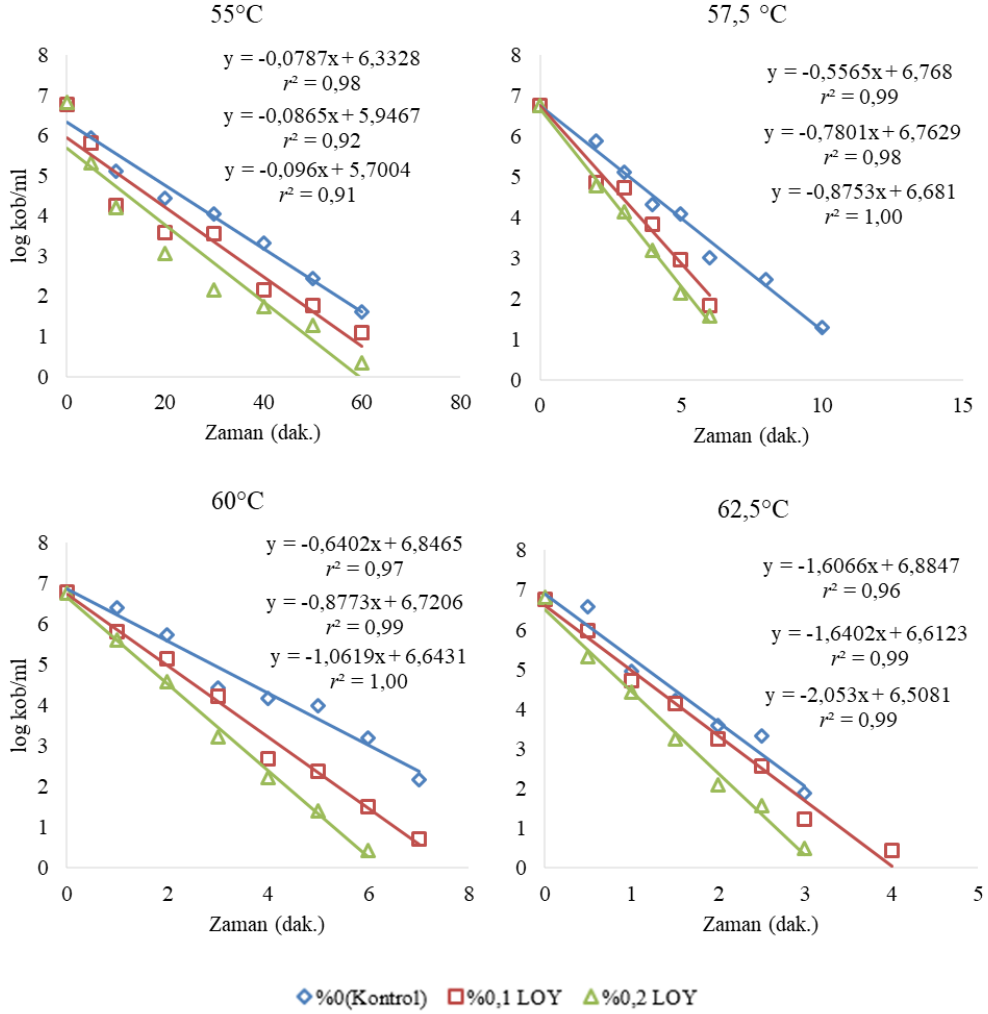 55°C
8
7
6
5
4
3
2
1
0
log kob/ml
y = -0,0787x + 6,3328
r² = 0,98
y = -0,0865x + 5,9467
r² = 0,92
y = -0,096x + 5,7004
r² = 0,91
0 20 40 60 80
Zaman (dak.)
57,5 °C
8
7
6
5
4
3
2
1
0
y = -0,5565x + 6,768
r² = 0,99
y = -0,7801x + 6,7629
r² = 0,98
y = -0,8753x + 6,681
r² = 1,00
0 5 10 15
Zaman (dak.)
60°C
8
7
6
5
4
3
2
1
0
log kob/ml
y = -0,6402x + 6,8465
r² = 0,97
y = -0,8773x + 6,7206
r² = 0,99
y = -1,0619x + 6,6431
r² = 1,00
0 2 4 6 8
Zaman (dak.)
62,5°C
8
7
6
5
4
3
2
1
0
y = -1,6066x + 6,8847
r² = 0,96
y = -1,6402x + 6,6123
r² = 0,99
y = -2,053x + 6,5081
r² = 0,99
0 1 2 3 4 5
Zaman (dak.)
%0(Kontrol) %0,1 LOY %0,2 LOY